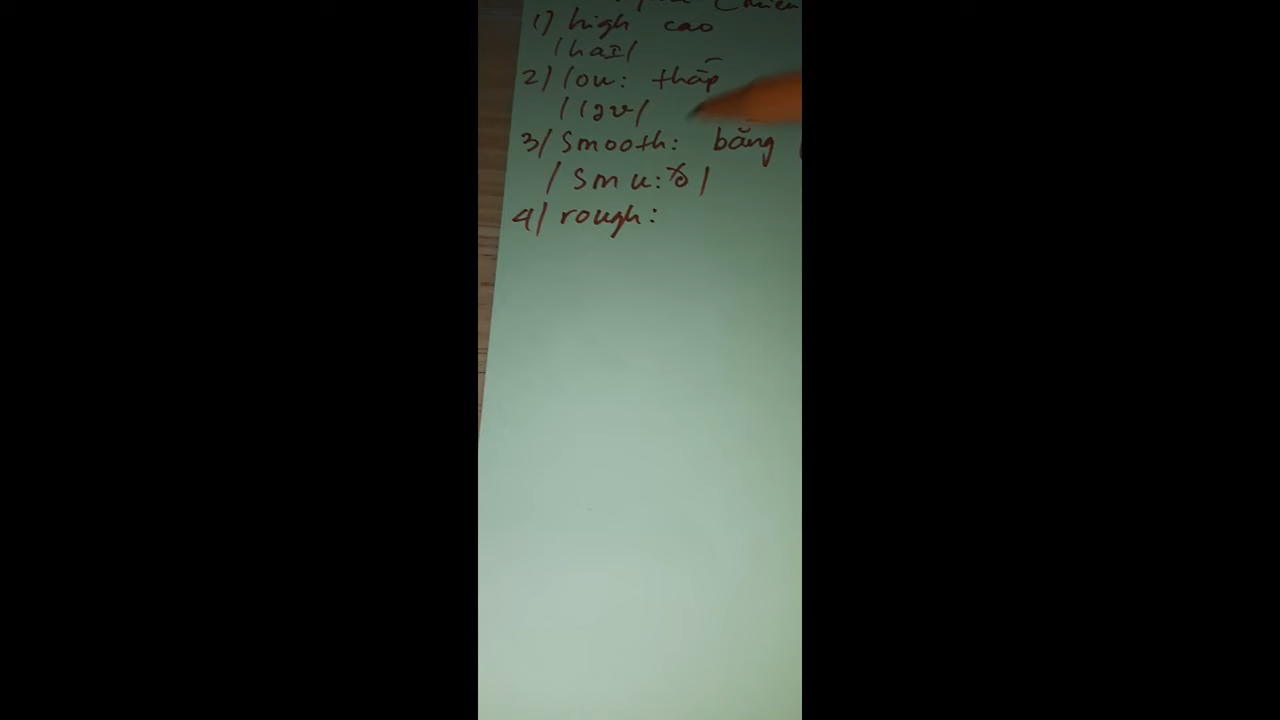 1) high cao
/haɪ/
2) low: thấp
/ləʊ/
3) Smooth: bằng
/smu:ð/
4) rough: